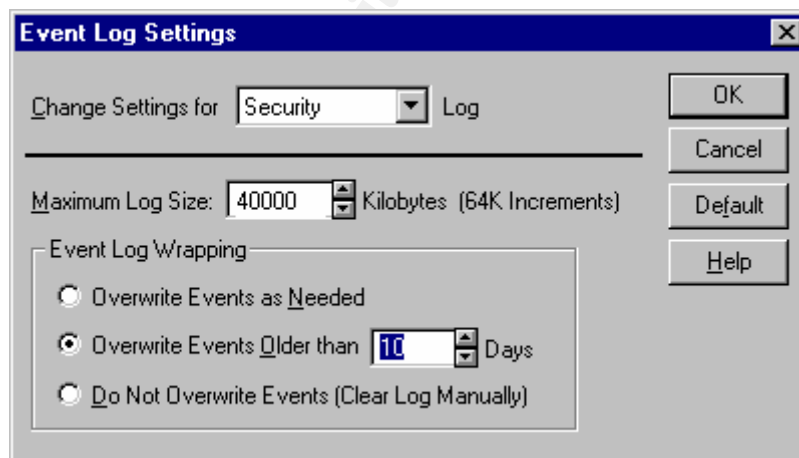 Event Log Settings
Change Settings for Security Log
OK
Cancel
Maximum Log Size: 40000 Kilobytes (64K Increments)
Default
Event Log Wrapping
Help
Overwrite Events as Needed
Overwrite Events Older than 10 Days
Do Not Overwrite Events (Clear Log Manually)